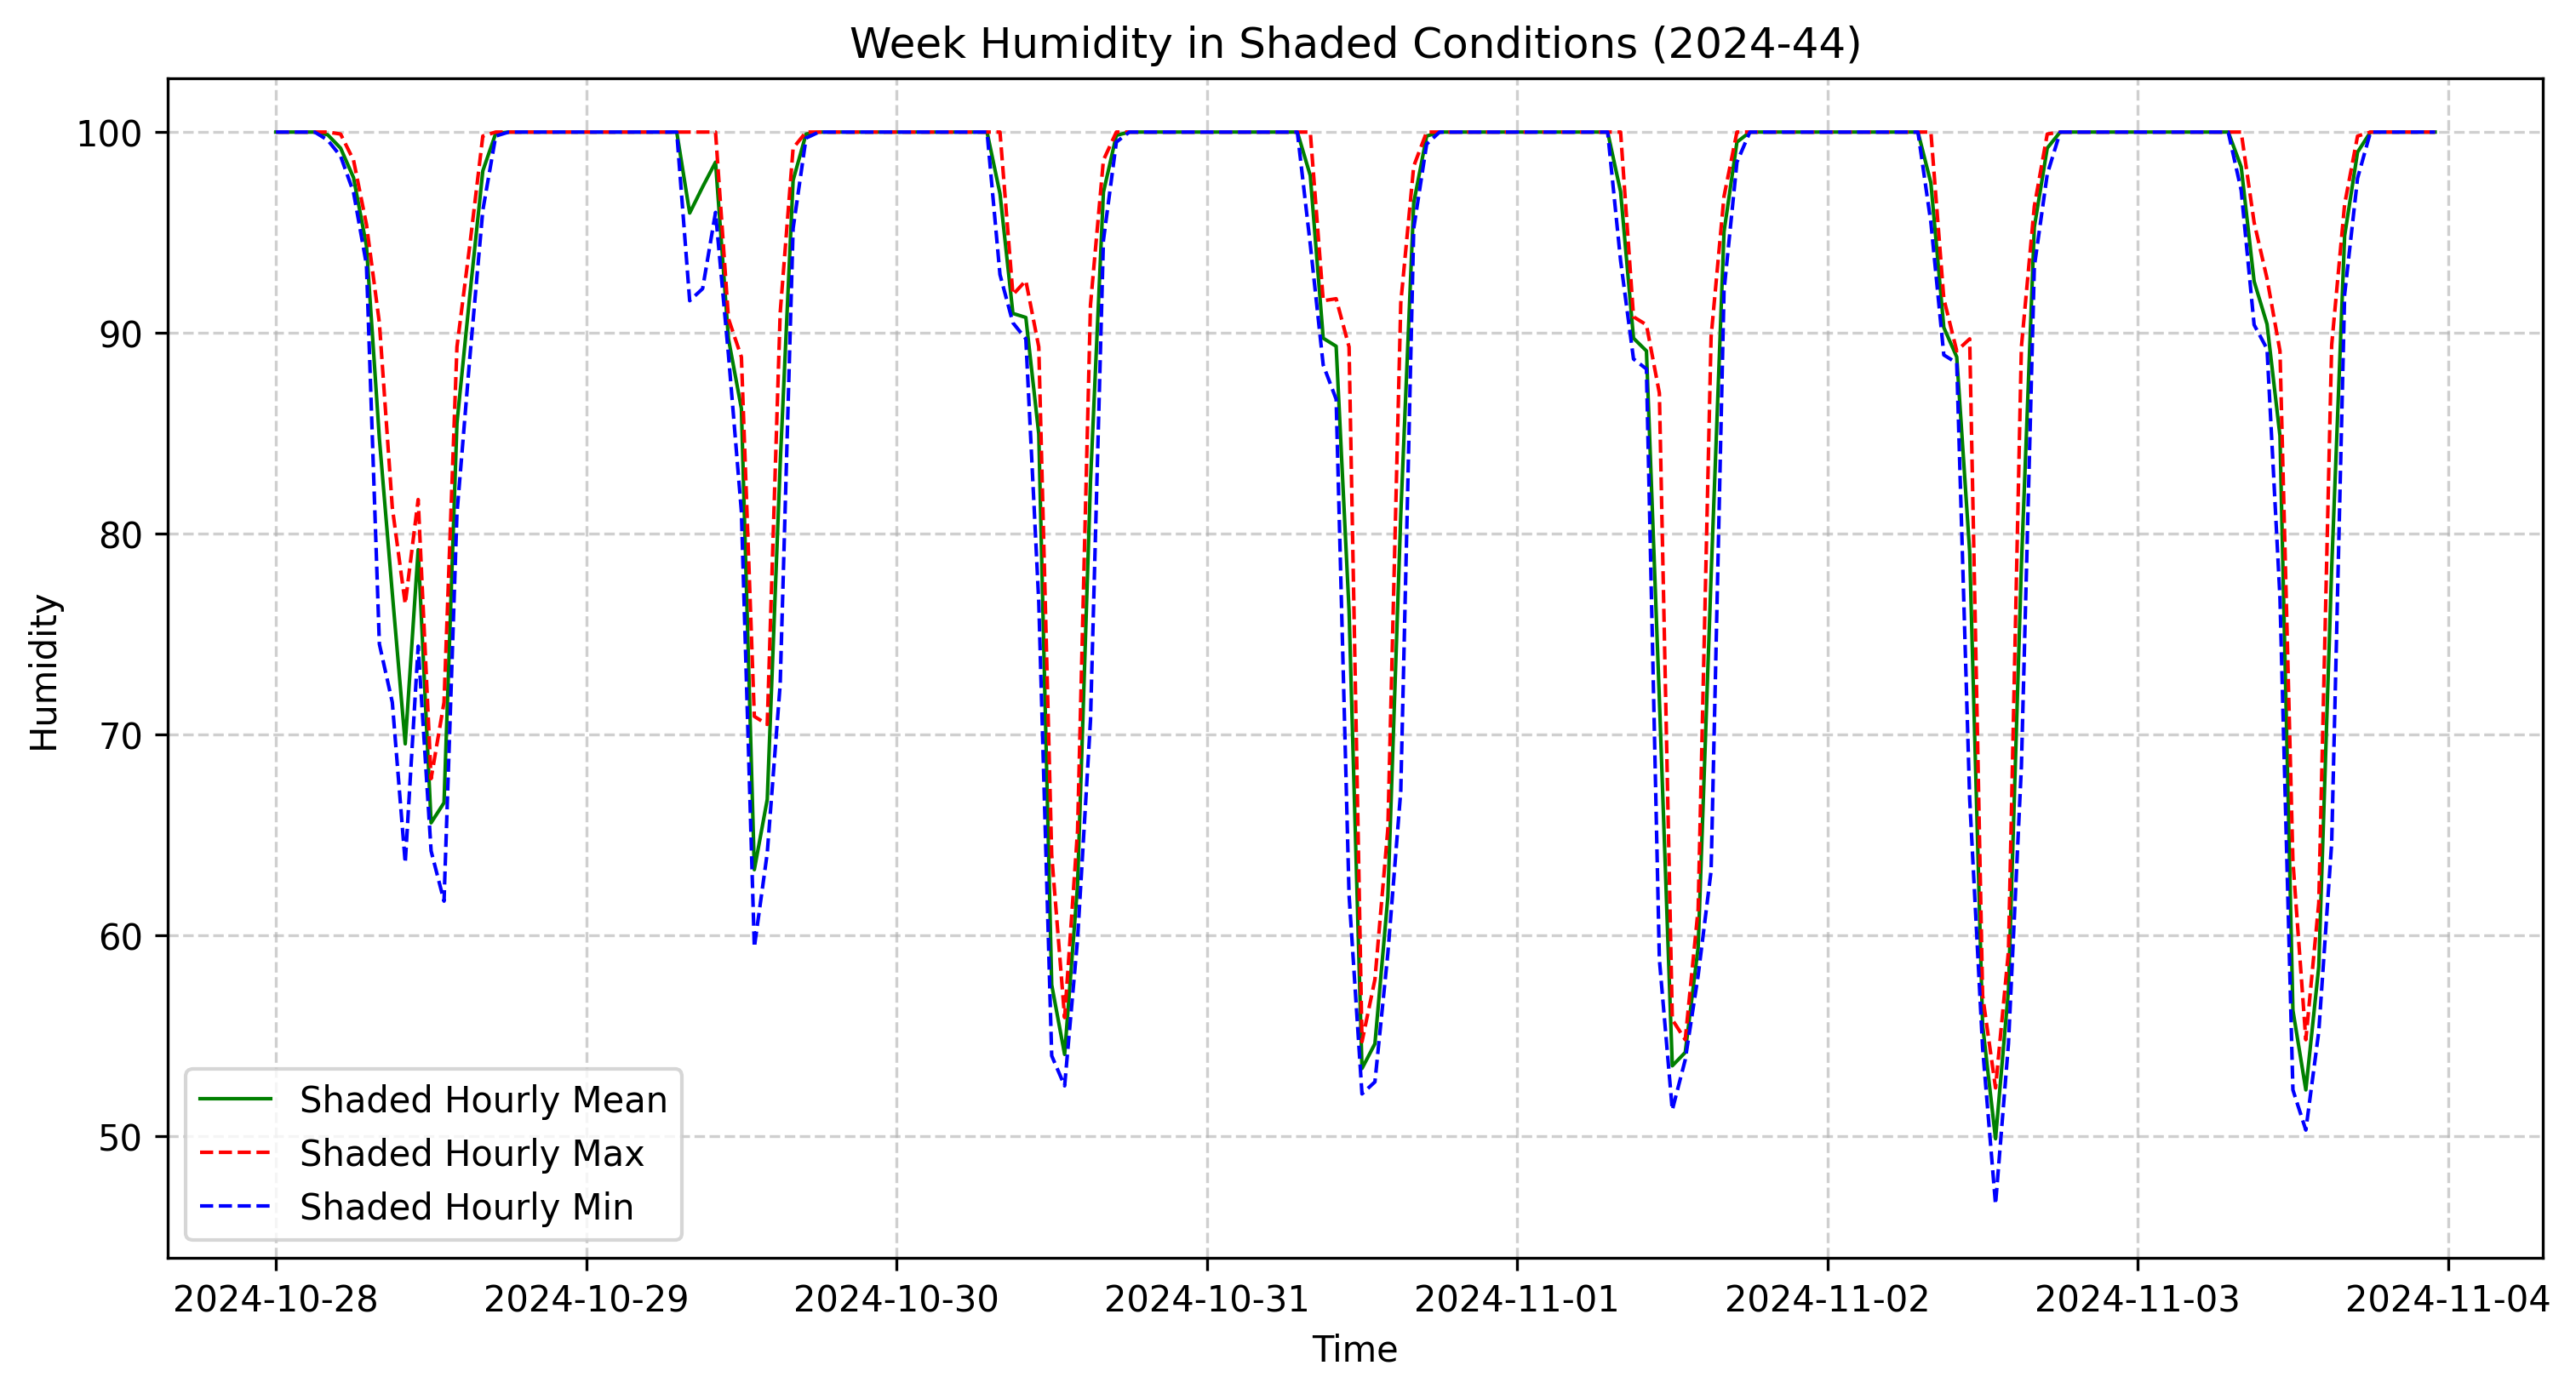 Week Humidity in Shaded Conditions (2024-44)
Humidity
100
90
80
70
60
50
Shaded Hourly Mean
Shaded Hourly Max
Shaded Hourly Min
2024-10-28
2024-10-29
2024-10-30
2024-10-31
2024-11-01
2024-11-02
2024-11-03
2024-11-04
Time